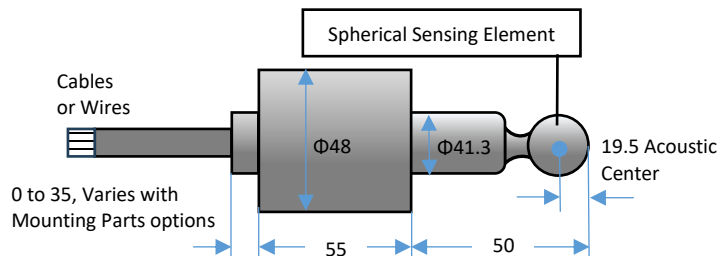 Spherical Sensing Element
Cables
or Wires
Φ48
Φ41.3
19.5 Acoustic
Center
0 to 35, Varies with
Mounting Parts options
55
50